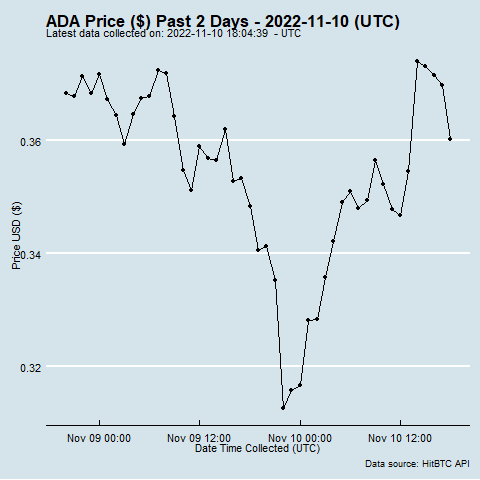 ADA Price ($) Past 2 Days - 2022-11-10 (UTC)
Latest data collected on: 2022-11-10 18:04:39 - UTC
0.36
0.34
0.32
Price USD ($)
Nov 09 00:00
Nov 09 12:00
Nov 10 00:00
Nov 10 12:00
Date Time Collected (UTC)
Data source: HitBTC API